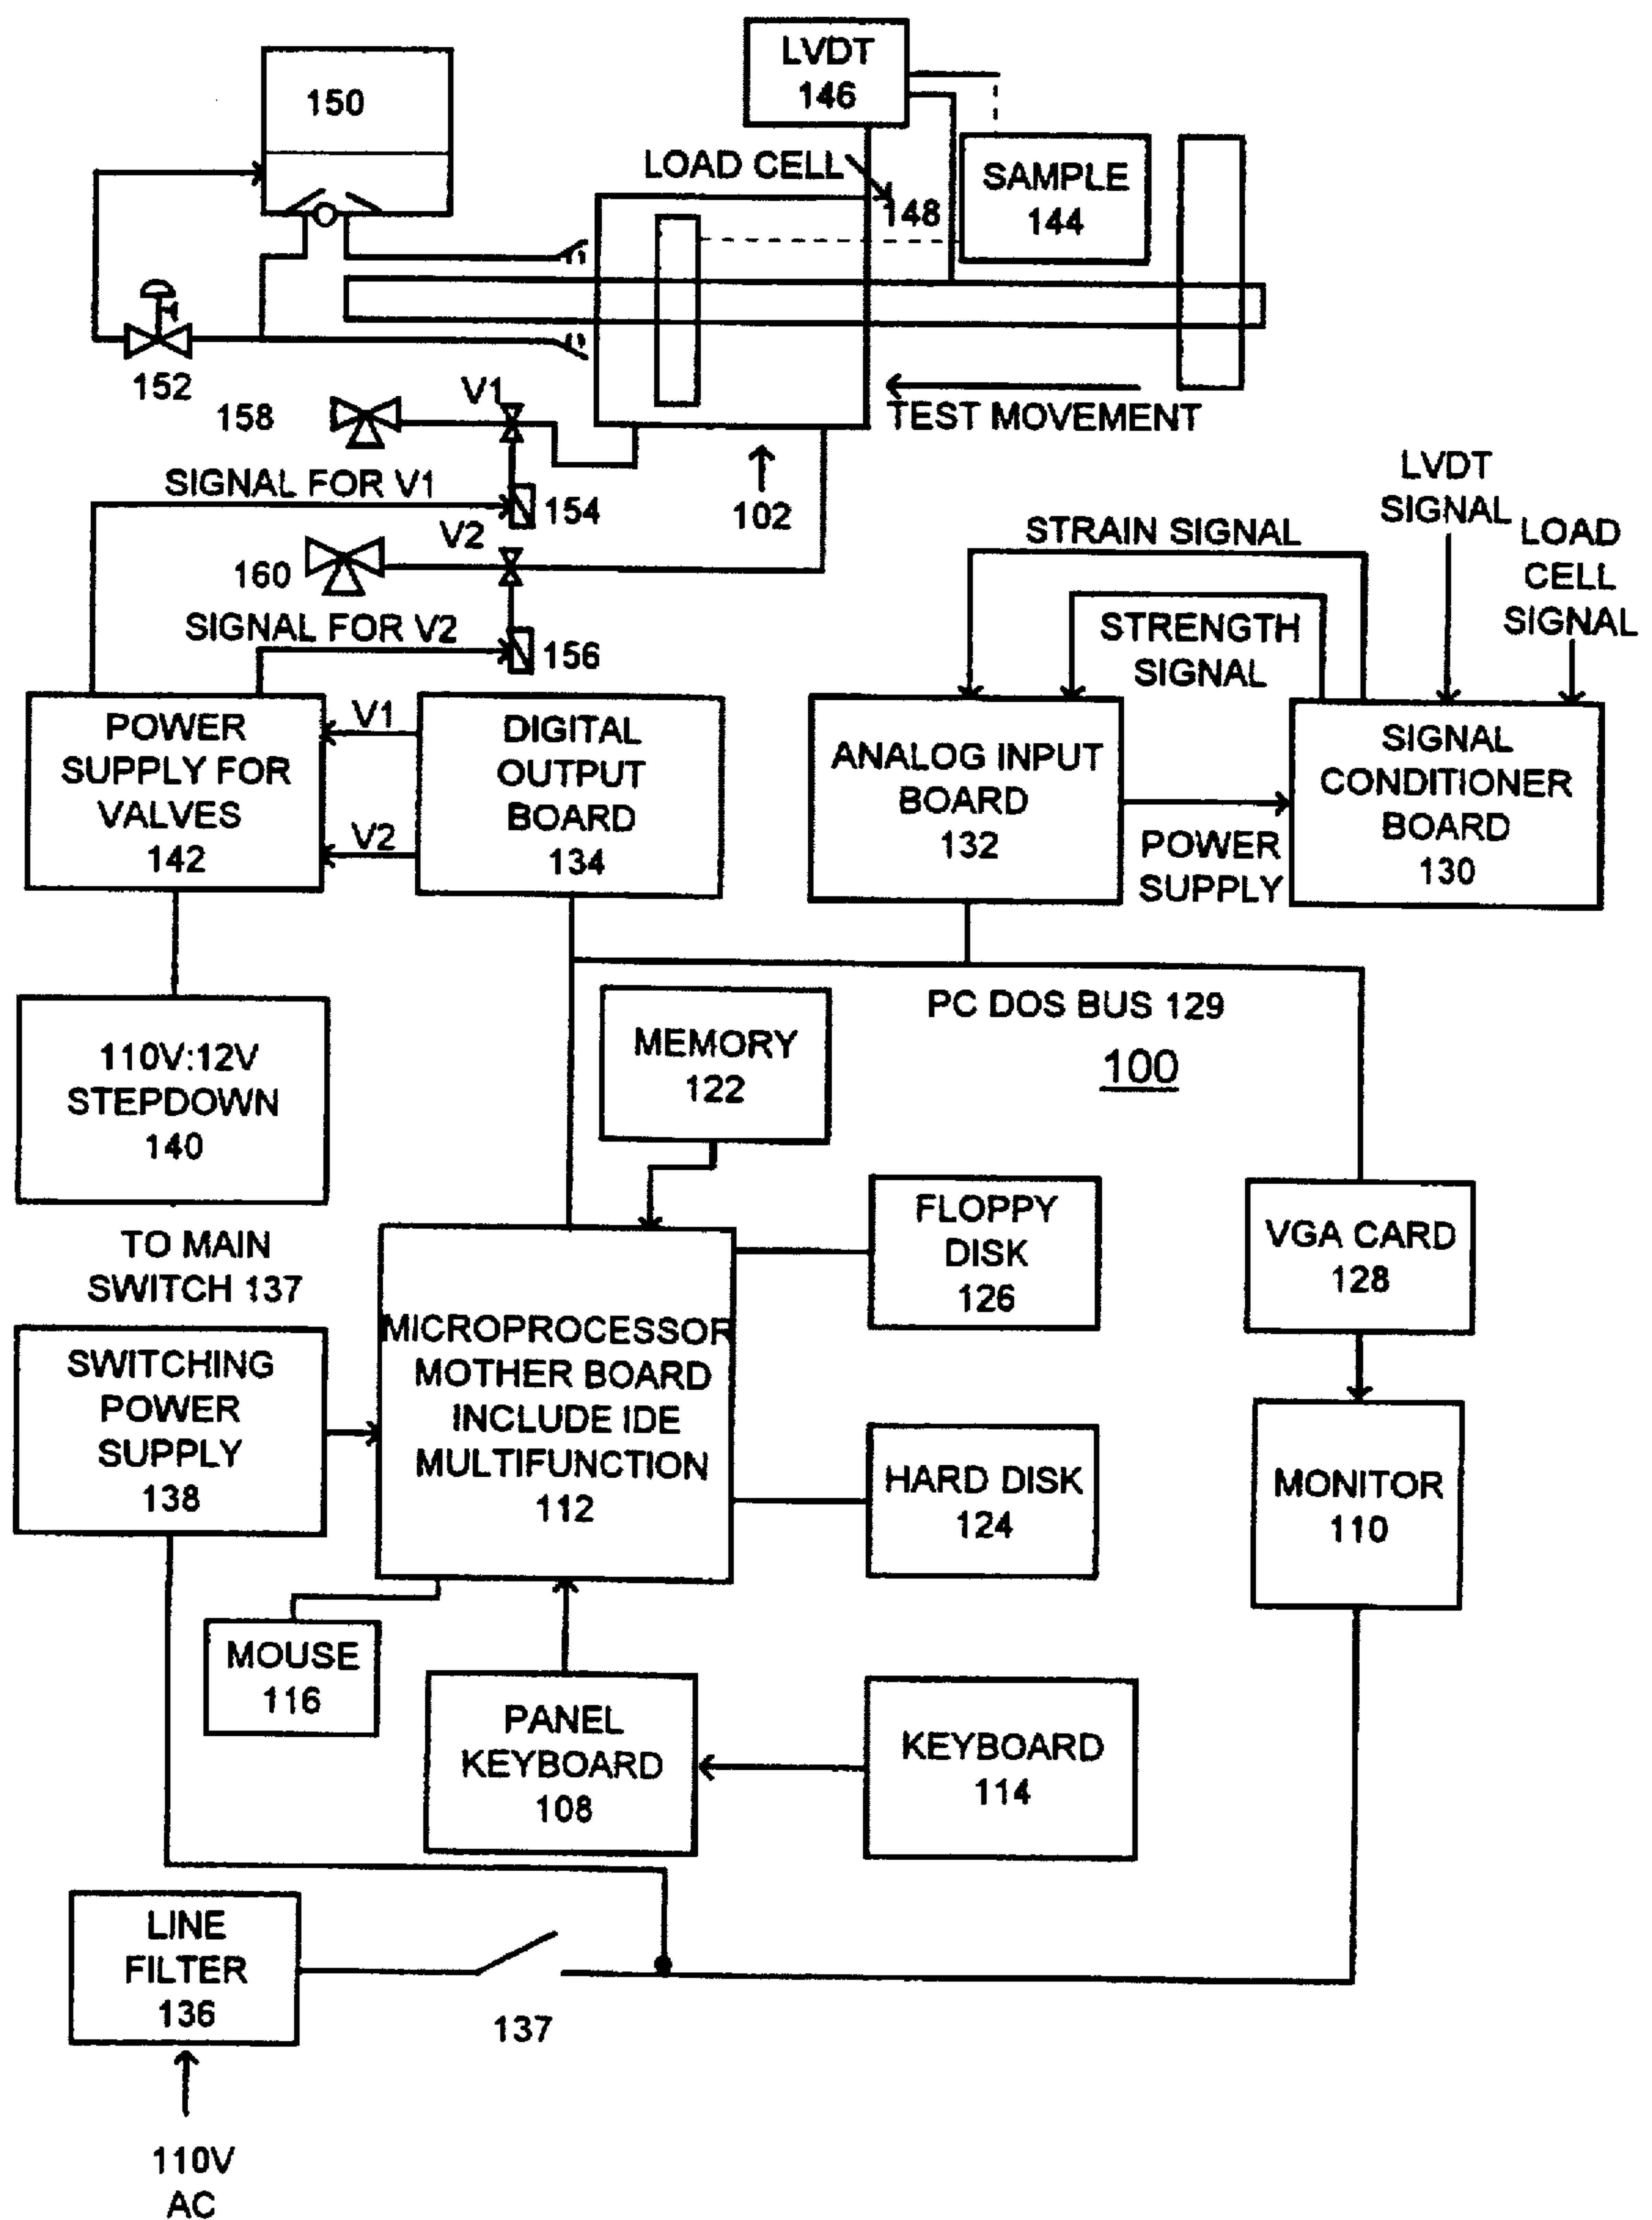 LVDT
146
150
LOAD CELL
148
SAMPLE
144
152
158
V1
TEST MOVEMENT
SIGNAL FOR V1
154
102
V2
160
SIGNAL FOR V2
156
LVDT
SIGNAL
LOAD
CELL
SIGNAL
STRAIN SIGNAL
STRENGTH
SIGNAL
POWER
SUPPLY FOR
VALVES
142
V1
V2
DIGITAL
OUTPUT
BOARD
134
ANALOG INPUT
BOARD
132
POWER
SUPPLY
SIGNAL
CONDITIONER
BOARD
130
PC DOS BUS 129
100
110V:12V
STEPDOWN
140
MEMORY
122
TO MAIN
SWITCH 137
FLOPPY
DISK
126
VGA CARD
128
SWITCHING
POWER
SUPPLY
138
MICROPROCESSOR
MOTHER BOARD
INCLUDE IDE
MULTIFUNCTION
112
HARD DISK
124
MONITOR
110
MOUSE
116
PANEL
KEYBOARD
108
KEYBOARD
114
LINE
FILTER
136
137
110V
AC